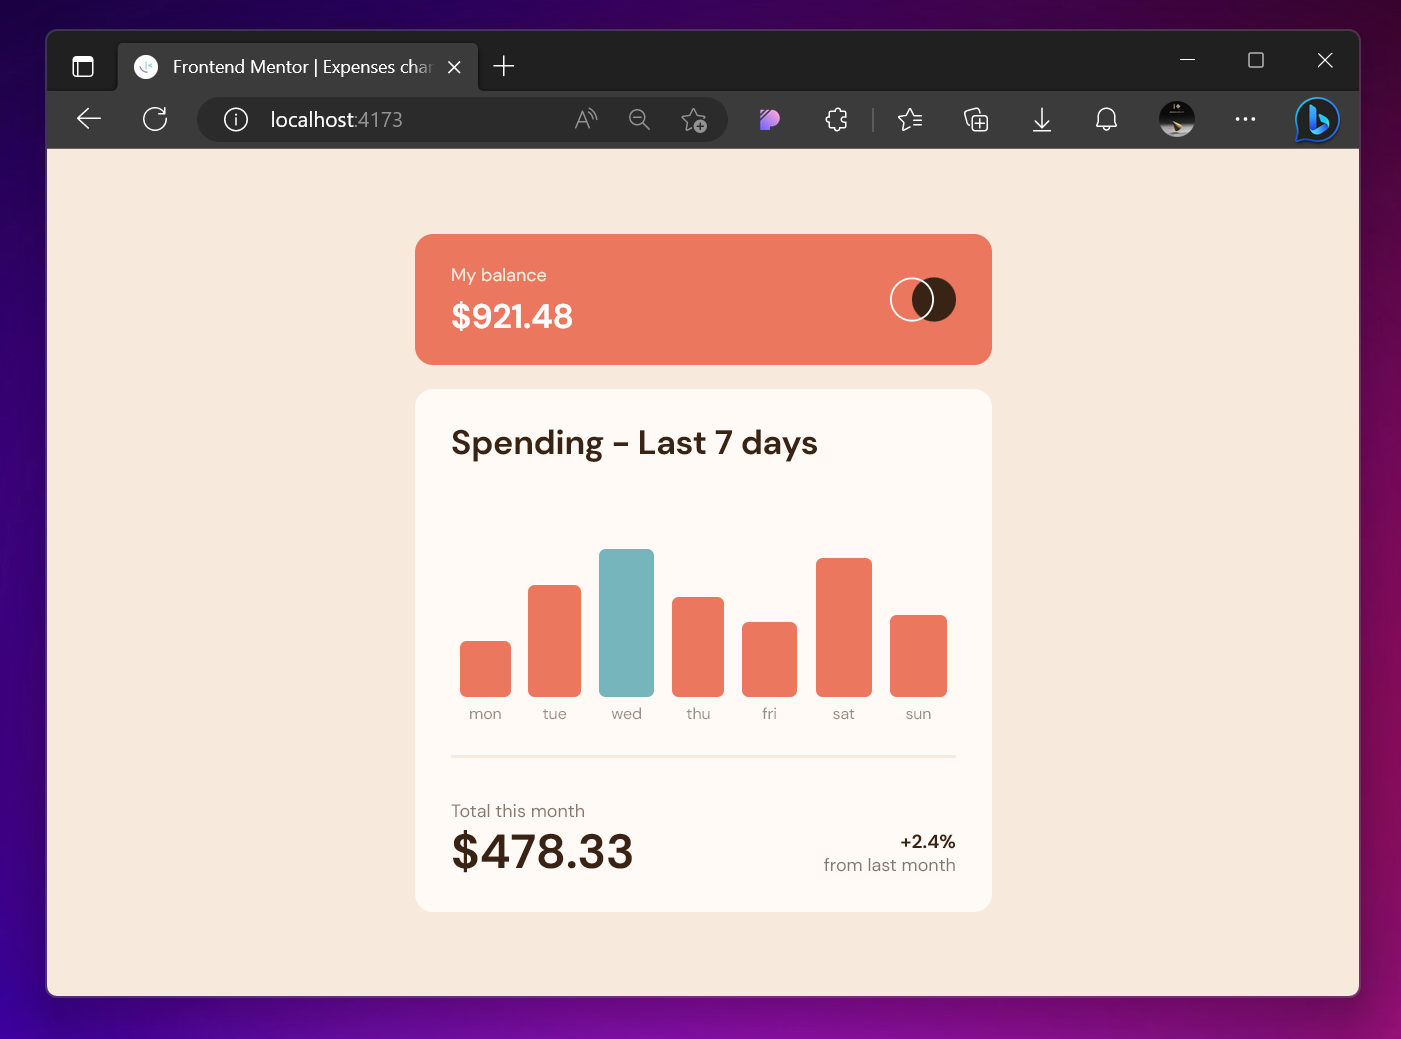 Frontend Mentor | Expenses char
localhost:4173
My balance
$921.48
Spending - Last 7 days
mon tue wed thu fri sat sun
Total this month
$478.33
+2.4%
from last month